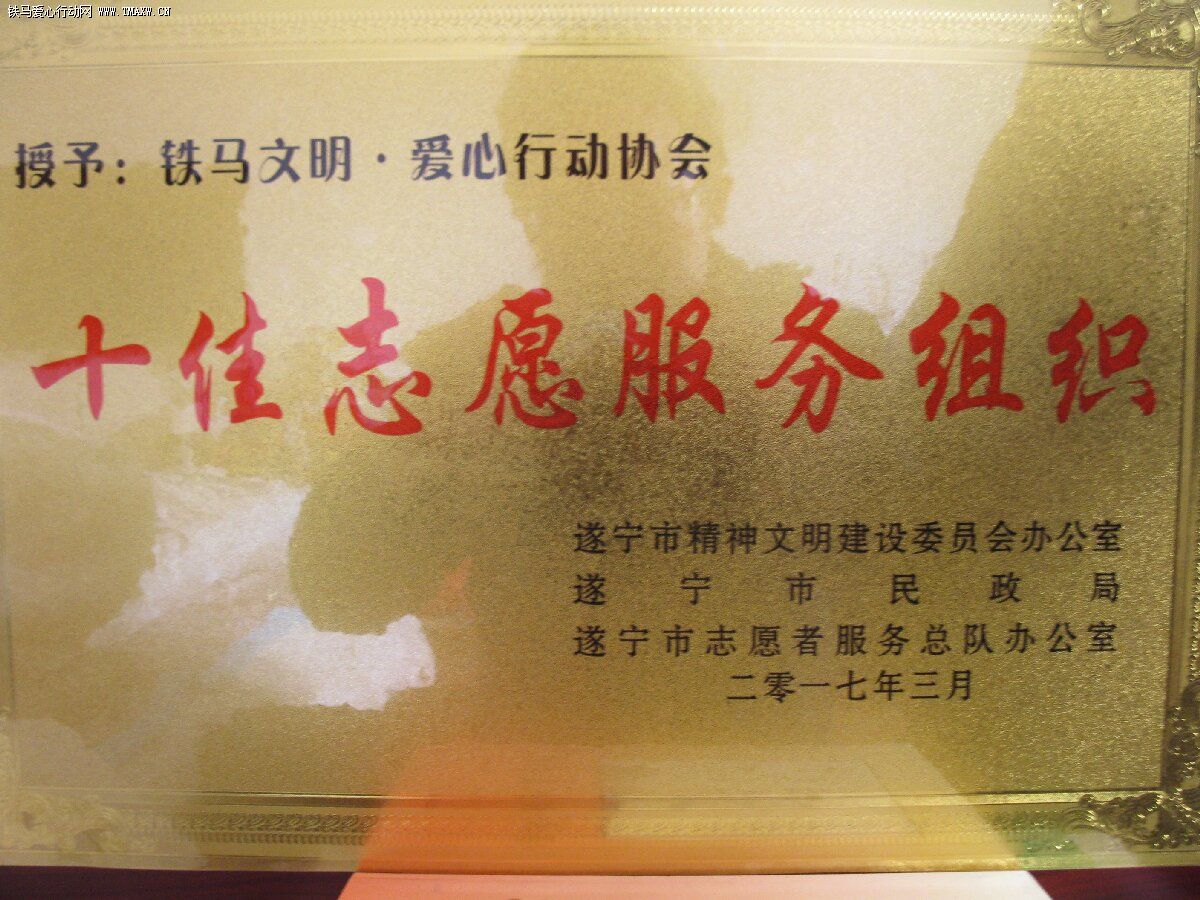 铁马爱心行动网 WWW.TMAXW.CN
授予：铁马文明·爱心行动协会
十佳志愿服务组织
遂宁市精神文明建设委员会办公室
遂宁市民政局
遂宁市志愿者服务总队办公室
二零一七年三月